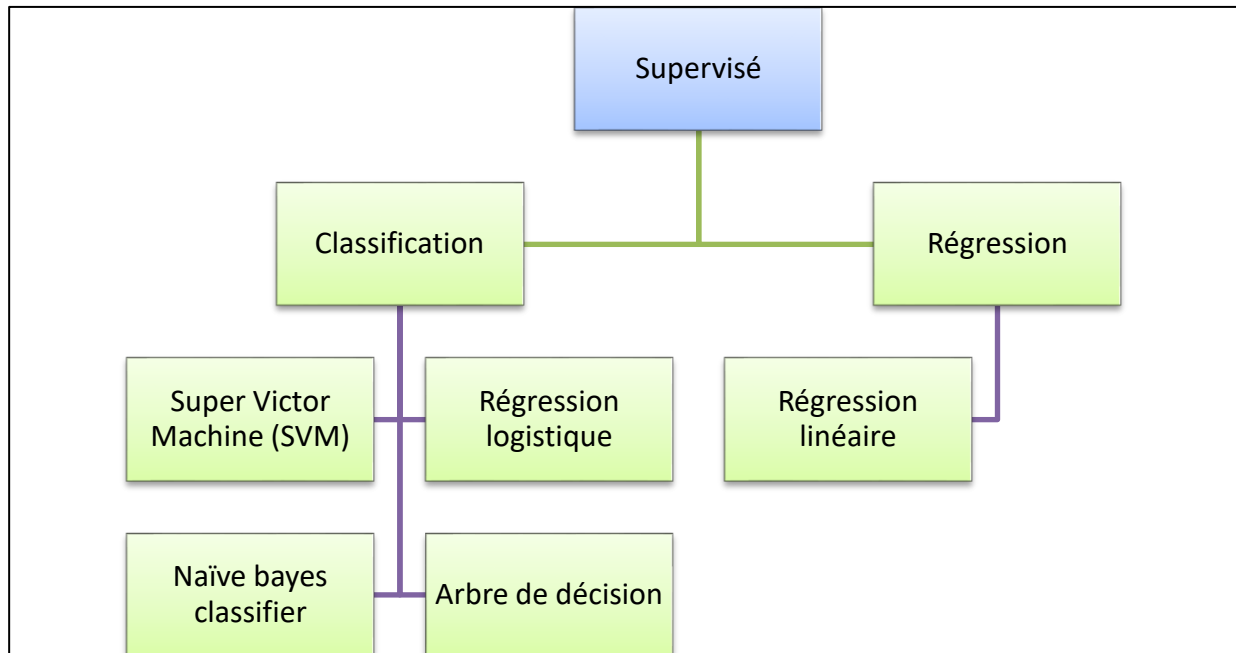 Supervisé
Classification
Régression
Super Victor
Machine (SVM)
Régression
logistique
Régression
linéaire
Naïve bayes
classifier
Arbre de décision